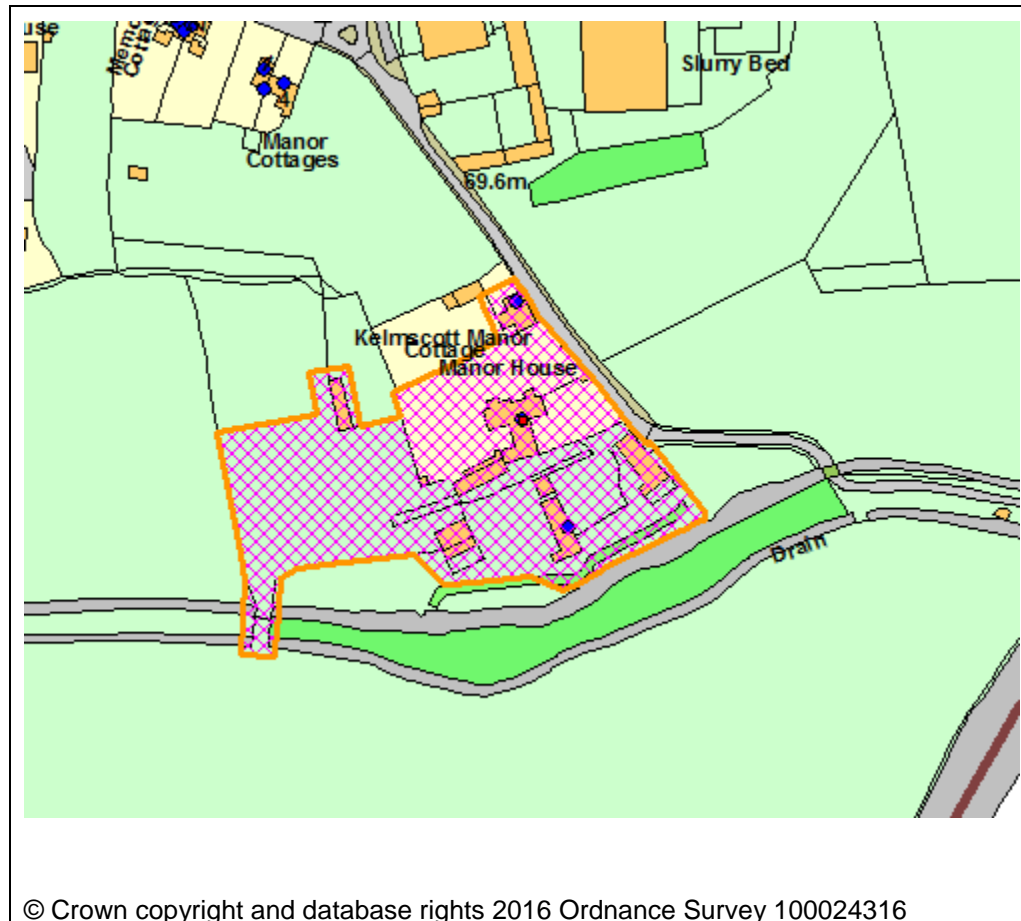 Slurry Bed
Manor
Cottages
69.6m
Kelmscott Manor
Cottage
Manor House
Drain
© Crown copyright and database rights 2016 Ordnance Survey 100024316